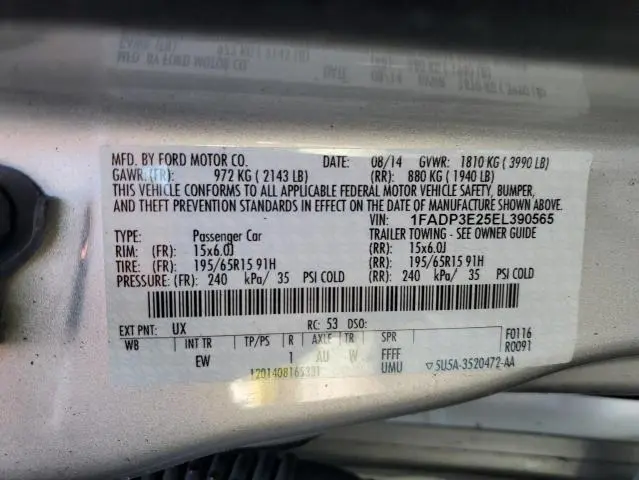 MFD. BY FORD MOTOR CO. DATE: 08/14 GVWR: 1810 KG ( 3990 LB)
GAWR:(FR): 972 KG ( 2143 LB) (RR): 880 KG ( 1940 LB)
THIS VEHICLE CONFORMS TO ALL APPLICABLE FEDERAL MOTOR VEHICLE SAFETY, BUMPER,
AND THEFT PREVENTION STANDARDS IN EFFECT ON THE DATE OF MANUFACTURE SHOWN ABOVE.
VIN: 1FADP3E25EL390565
TYPE: Passenger Car TRAILER TOWING - SEE OWNER GUIDE
RIM: (FR): 15x6.0J (RR): 15x6.0J
TIRE: (FR): 195/65R15 91H (RR): 195/65R15 91H
PRESSURE: (FR): 240 kPa/ 35 PSI COLD (RR): 240 kPa/ 35 PSI COLD
EXT PNT: UX RC: 53 DSO:
WB INT TR TP/PS R AXLE TR SPR F0116
R0091
EW 1 AU W FFFF
UMU
1201408165331 5U5A-3520472-AA